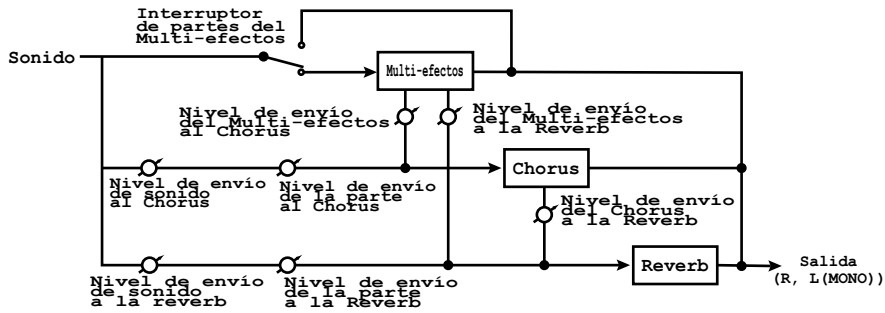 Interruptor
de partes del
Multi-efectos
Sonido
Multi-efectos
Nivel de envío
del Multi-efectos
al Chorus
Nivel de envío
del Multi-efectos
a la Reverb
Chorus
Nivel de envío
de sonido
al Chorus
Nivel de envío
de la parte
al Chorus
Nivel de envío
del Chorus
a la Reverb
Reverb
Salida
(R, L(MONO))
Nivel de envío
de sonido
a la reverb
Nivel de envío
de la parte
a la Reverb